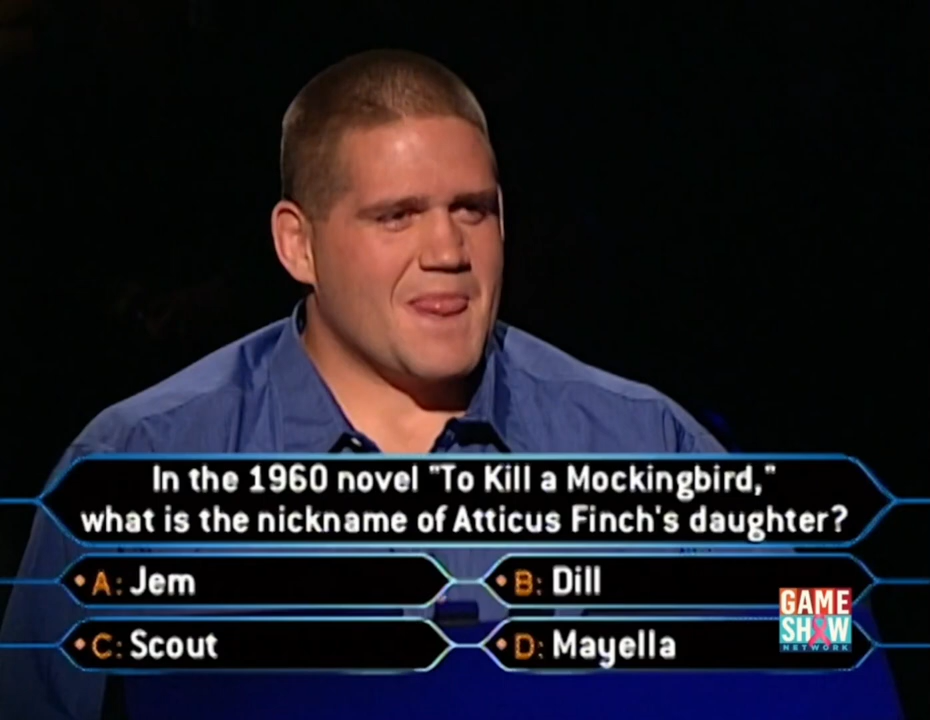 In the 1960 novel "To Kill a Mockingbird,"
what is the nickname of Atticus Finch's daughter?
A: Jem
B: Dill
C: Scout
D: Mayella
GAME
SHOW
NETWORK